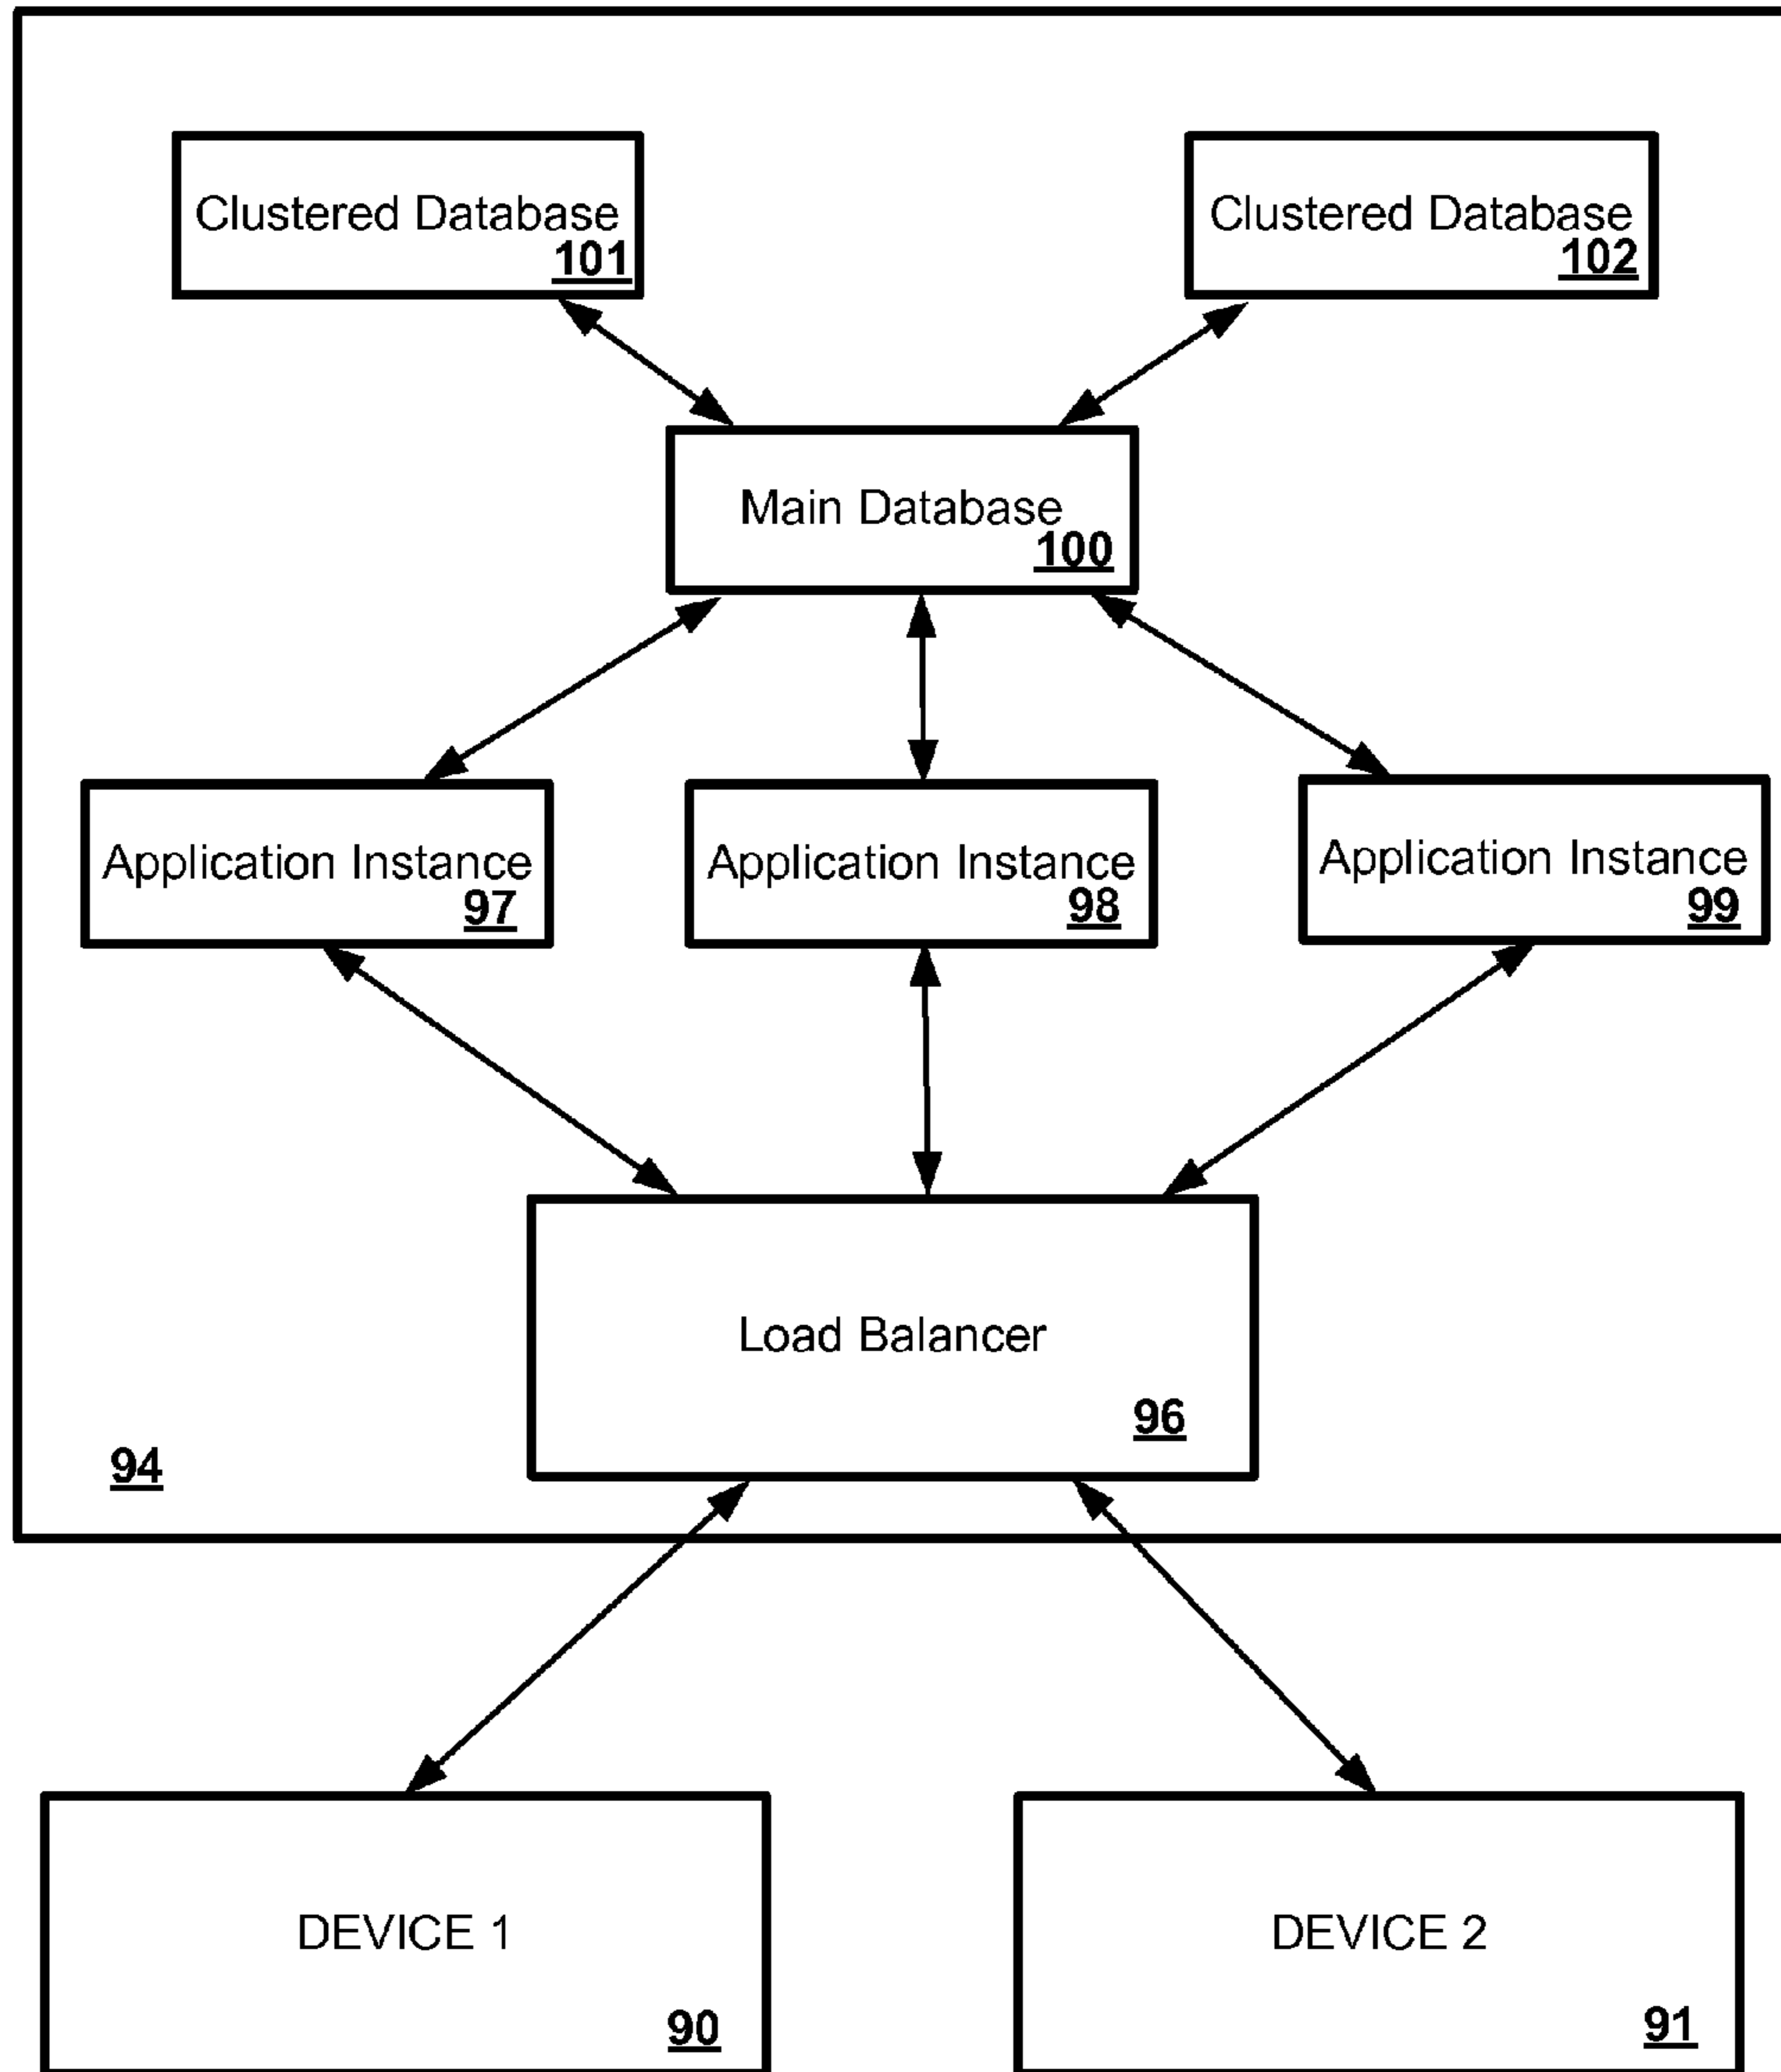 Clustered Database
101
Clustered Database
102
Main Database
100
Application Instance
97
Application Instance
98
Application Instance
99
Load Balancer
96
94
DEVICE 1
90
DEVICE 2
91